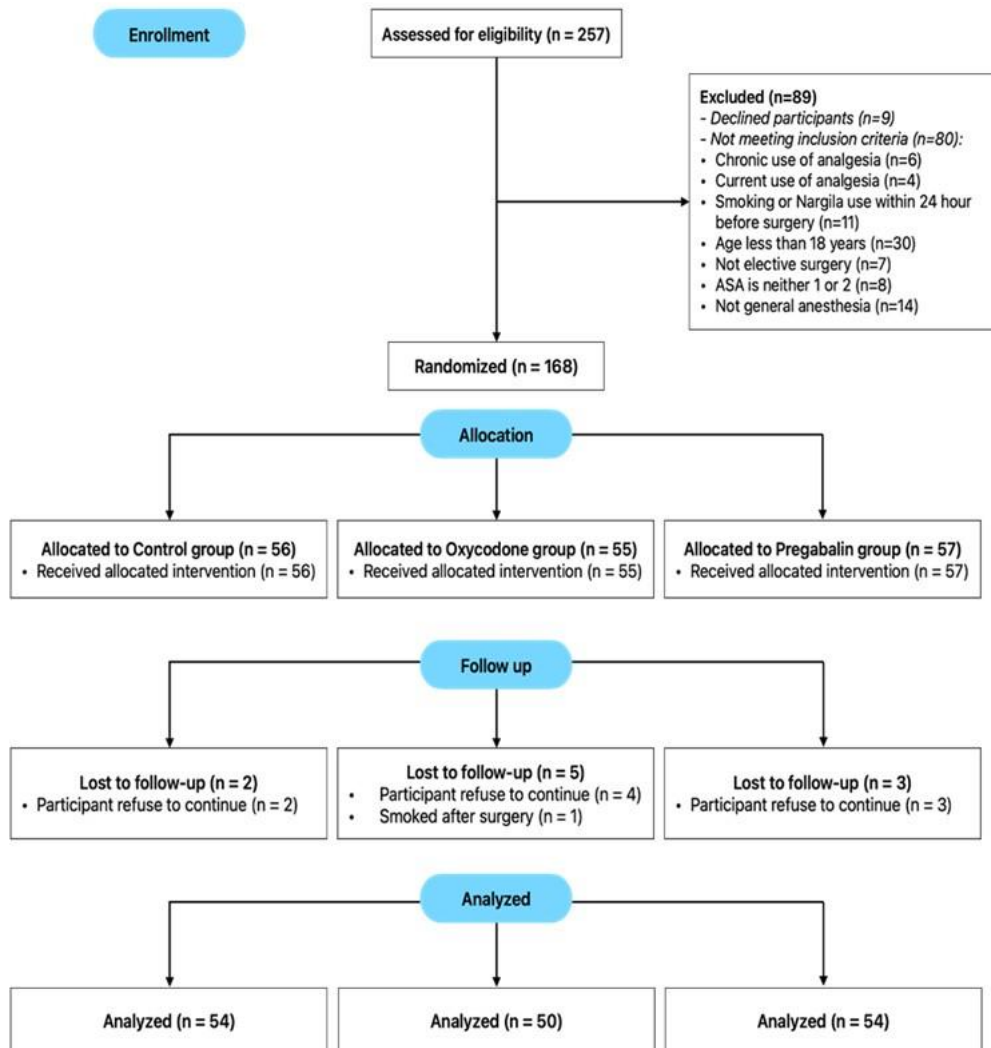 Enrollment
Assessed for eligibility (n = 257)
Excluded (n=89)
- Declined participants (n=9)
- Not meeting inclusion criteria (n=80):
• Chronic use of analgesia (n=6)
• Current use of analgesia (n=4)
• Smoking or Nargila use within 24 hour
before surgery (n=11)
• Age less than 18 years (n=30)
• Not elective surgery (n=7)
• ASA is neither 1 or 2 (n=8)
• Not general anesthesia (n=14)
Randomized (n = 168)
Allocation
Allocated to Control group (n = 56)
• Received allocated intervention (n = 56)
Allocated to Oxycodone group (n = 55)
• Received allocated intervention (n = 55)
Allocated to Pregabalin group (n = 57)
• Received allocated intervention (n = 57)
Follow up
Lost to follow-up (n = 2)
• Participant refuse to continue (n = 2)
Lost to follow-up (n = 5)
• Participant refuse to continue (n = 4)
• Smoked after surgery (n = 1)
Lost to follow-up (n = 3)
• Participant refuse to continue (n = 3)
Analyzed
Analyzed (n = 54)
Analyzed (n = 50)
Analyzed (n = 54)